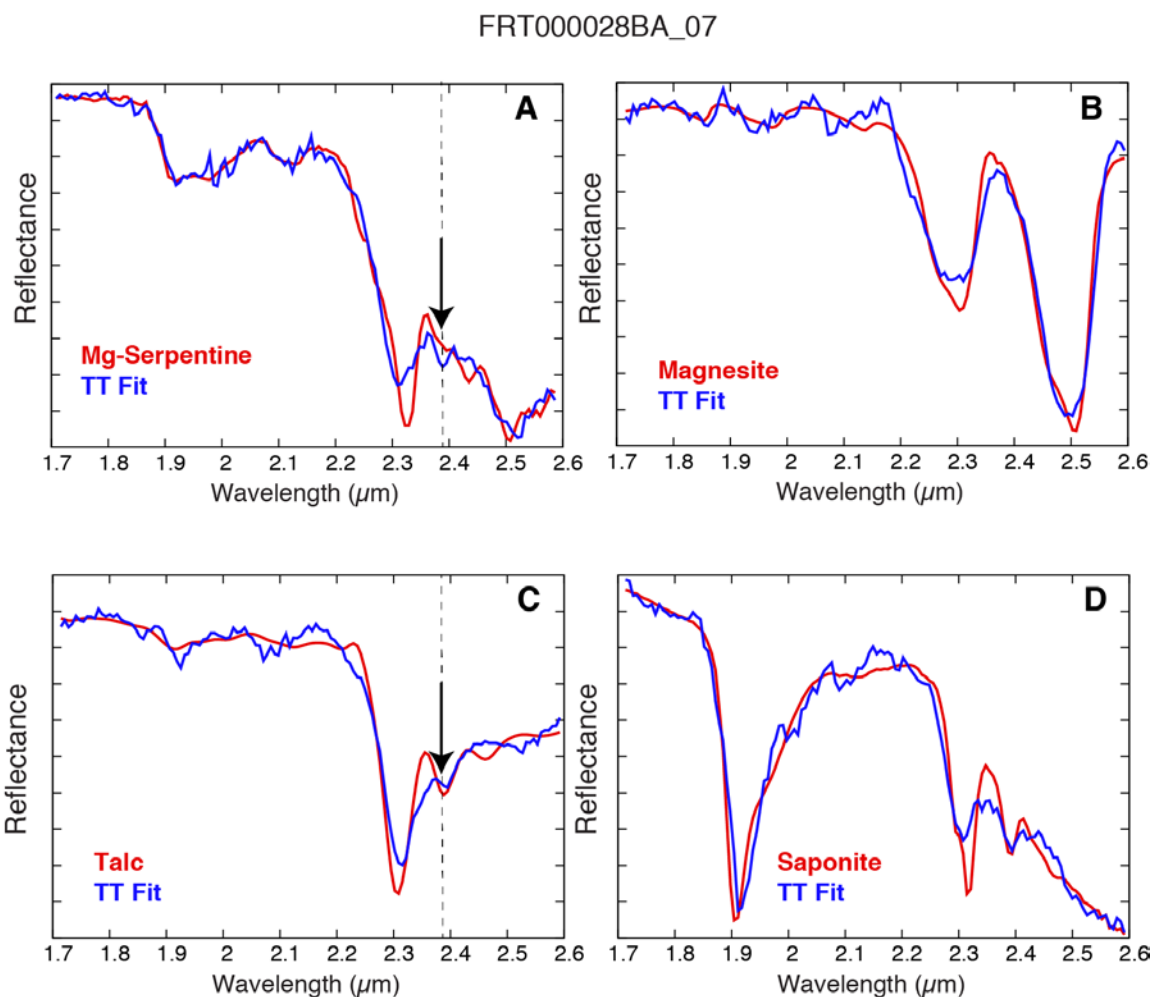 FRT000028BA_07
A
Reflectance
Mg-Serpentine
TT Fit
1.7 1.8 1.9 2 2.1 2.2 2.3 2.4 2.5 2.6
Wavelength (µm)
B
Reflectance
Magnesite
TT Fit
1.7 1.8 1.9 2 2.1 2.2 2.3 2.4 2.5 2.6
Wavelength (µm)
C
Reflectance
Talc
TT Fit
1.7 1.8 1.9 2 2.1 2.2 2.3 2.4 2.5 2.6
Wavelength (µm)
D
Reflectance
Saponite
TT Fit
1.7 1.8 1.9 2 2.1 2.2 2.3 2.4 2.5 2.6
Wavelength (µm)